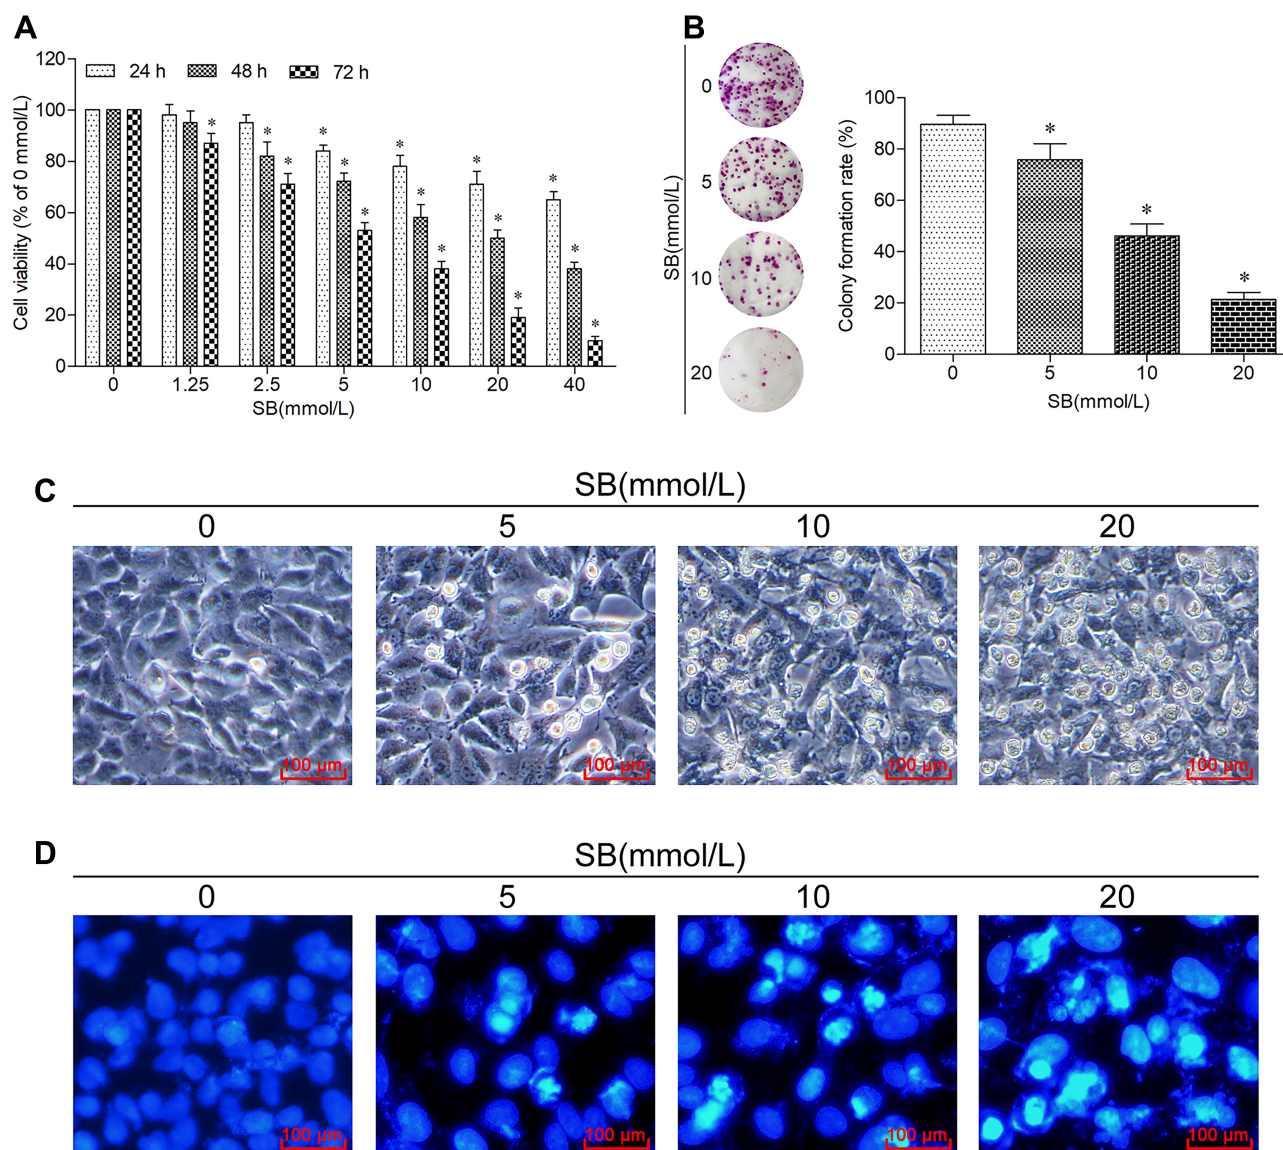 A
120
100
80
60
40
20
0
Cell viability (% of 0 mmol/L)
24 h 48 h 72 h
* * * * * * * * * * * * * * *
0 1.25 2.5 5 10 20 40
SB(mmol/L)
B
SB(mmol/L)
0
5
10
20
Colony formation rate (%)
100
80
60
40
20
0
* * *
0 5 10 20
SB(mmol/L)
C
SB(mmol/L)
0 5 10 20
100 µm 100 µm 100 µm 100 µm
D
SB(mmol/L)
0 5 10 20
100 µm 100 µm 100 µm 100 µm